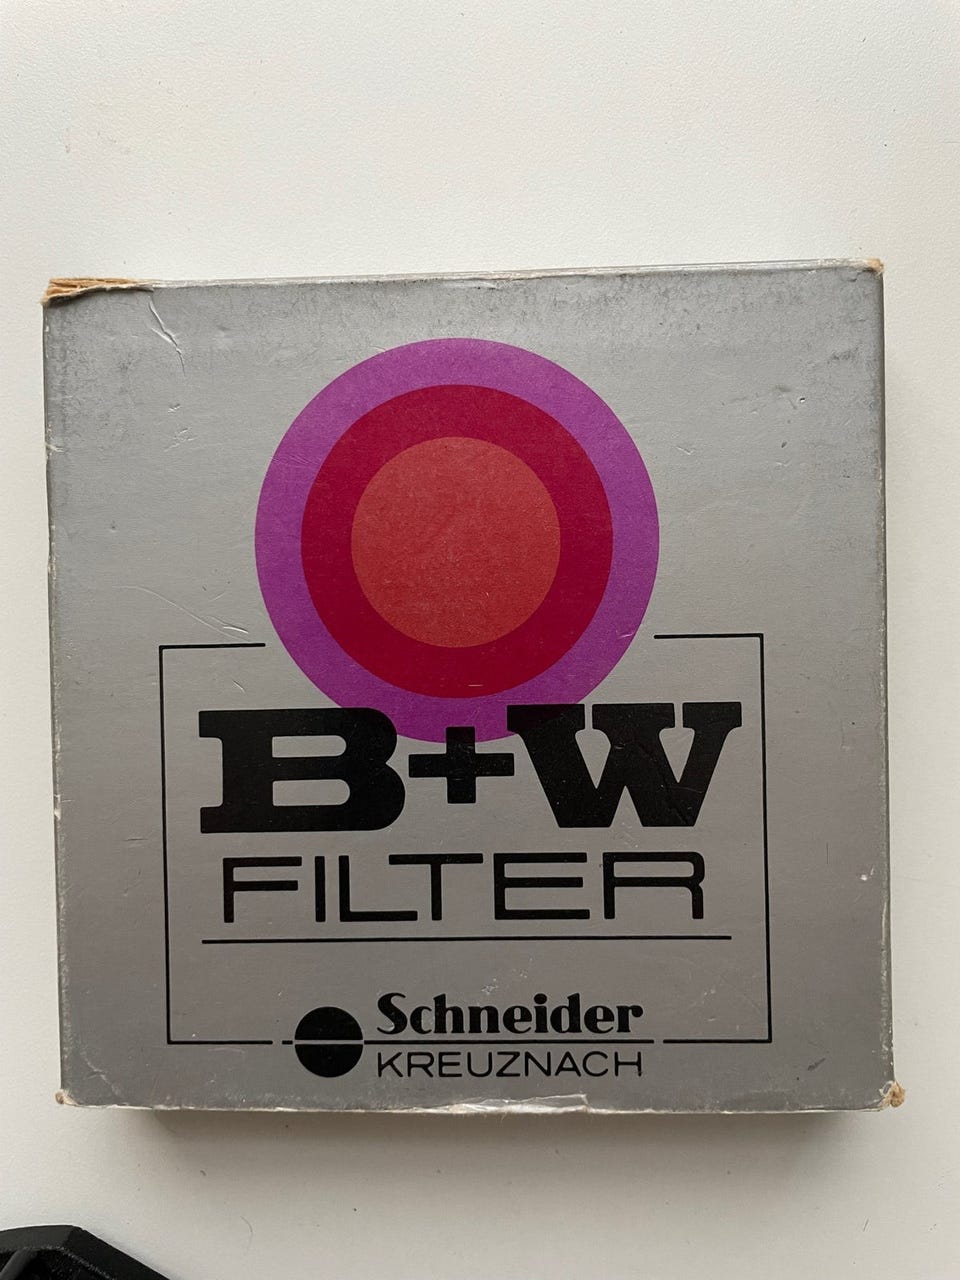 B+W
FILTER
Schneider
KREUZNACH